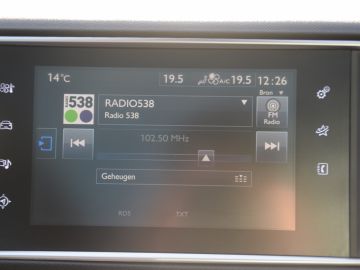 14°C 19.5 A/C 19.5 12:26
Bron
538 RADIO538
Radio 538
FM
Radio
102.50 MHz
Geheugen
RDS TXT